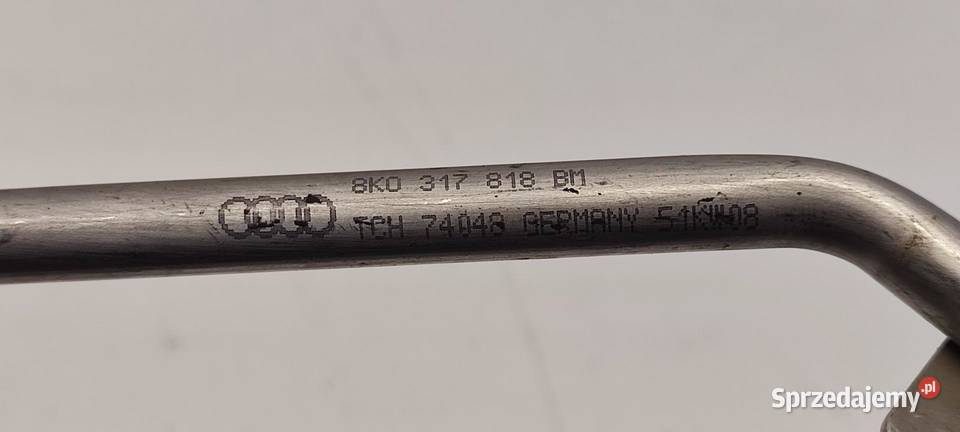 8K0 317 818 BM
TCH 74048 GERMANY 51KW08
Sprzedajemy.pl